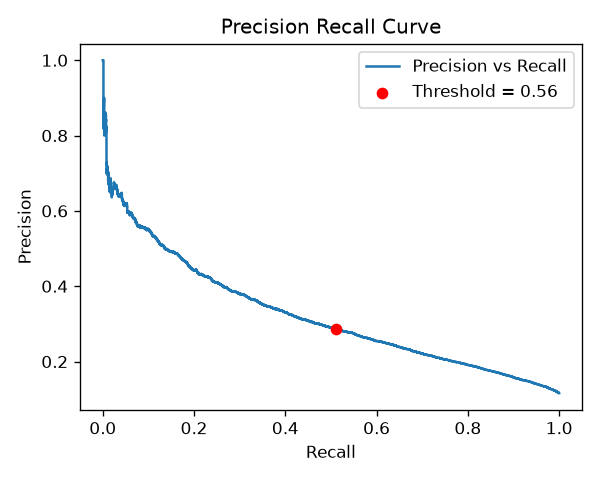 Precision Recall Curve
Precision vs Recall
Threshold = 0.56
1.0
0.8
0.6
0.4
0.2
Precision
0.0 0.2 0.4 0.6 0.8 1.0
Recall